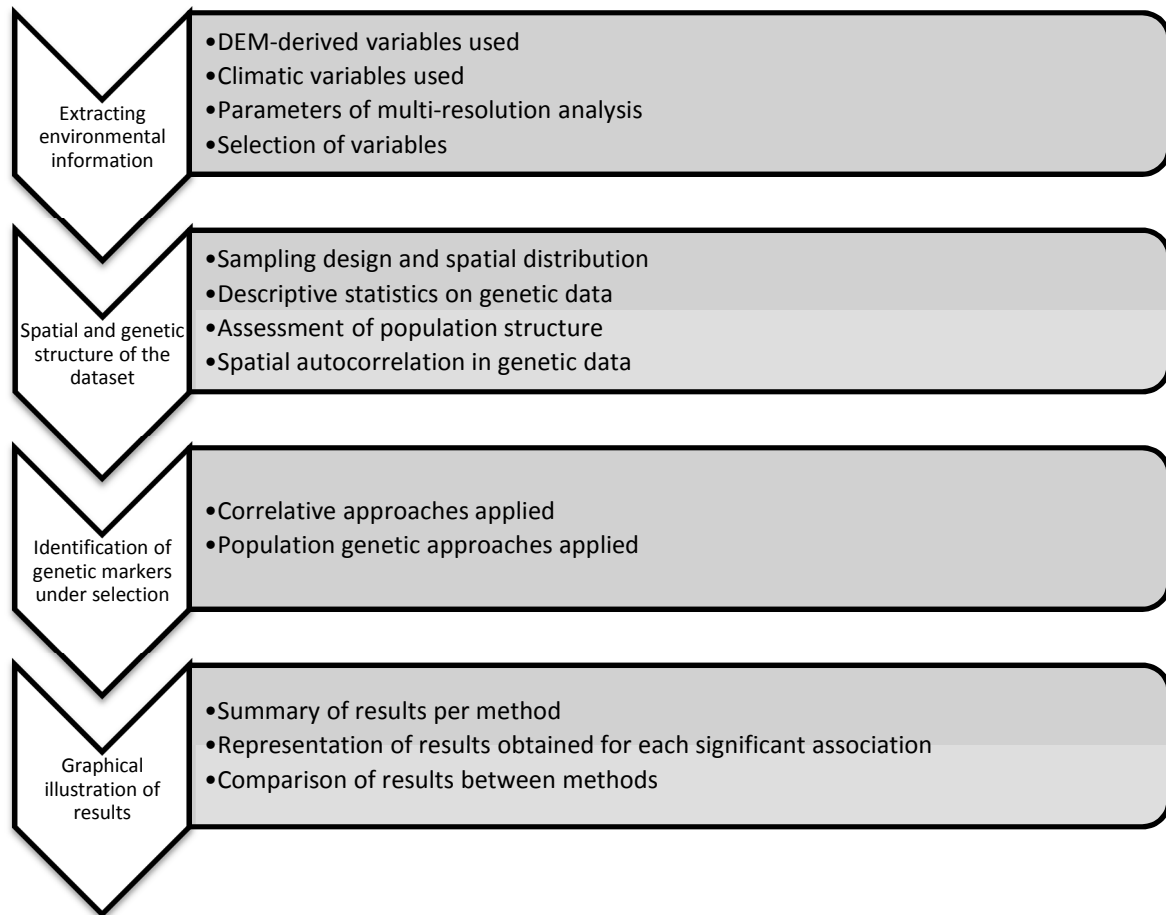 Extracting
environmental
information
•DEM-derived variables used
•Climatic variables used
•Parameters of multi-resolution analysis
•Selection of variables
Spatial and genetic
structure of the
dataset
•Sampling design and spatial distribution
•Descriptive statistics on genetic data
•Assessment of population structure
•Spatial autocorrelation in genetic data
Identification of
genetic markers
under selection
•Correlative approaches applied
•Population genetic approaches applied
Graphical
illustration of
results
•Summary of results per method
•Representation of results obtained for each significant association
•Comparison of results between methods